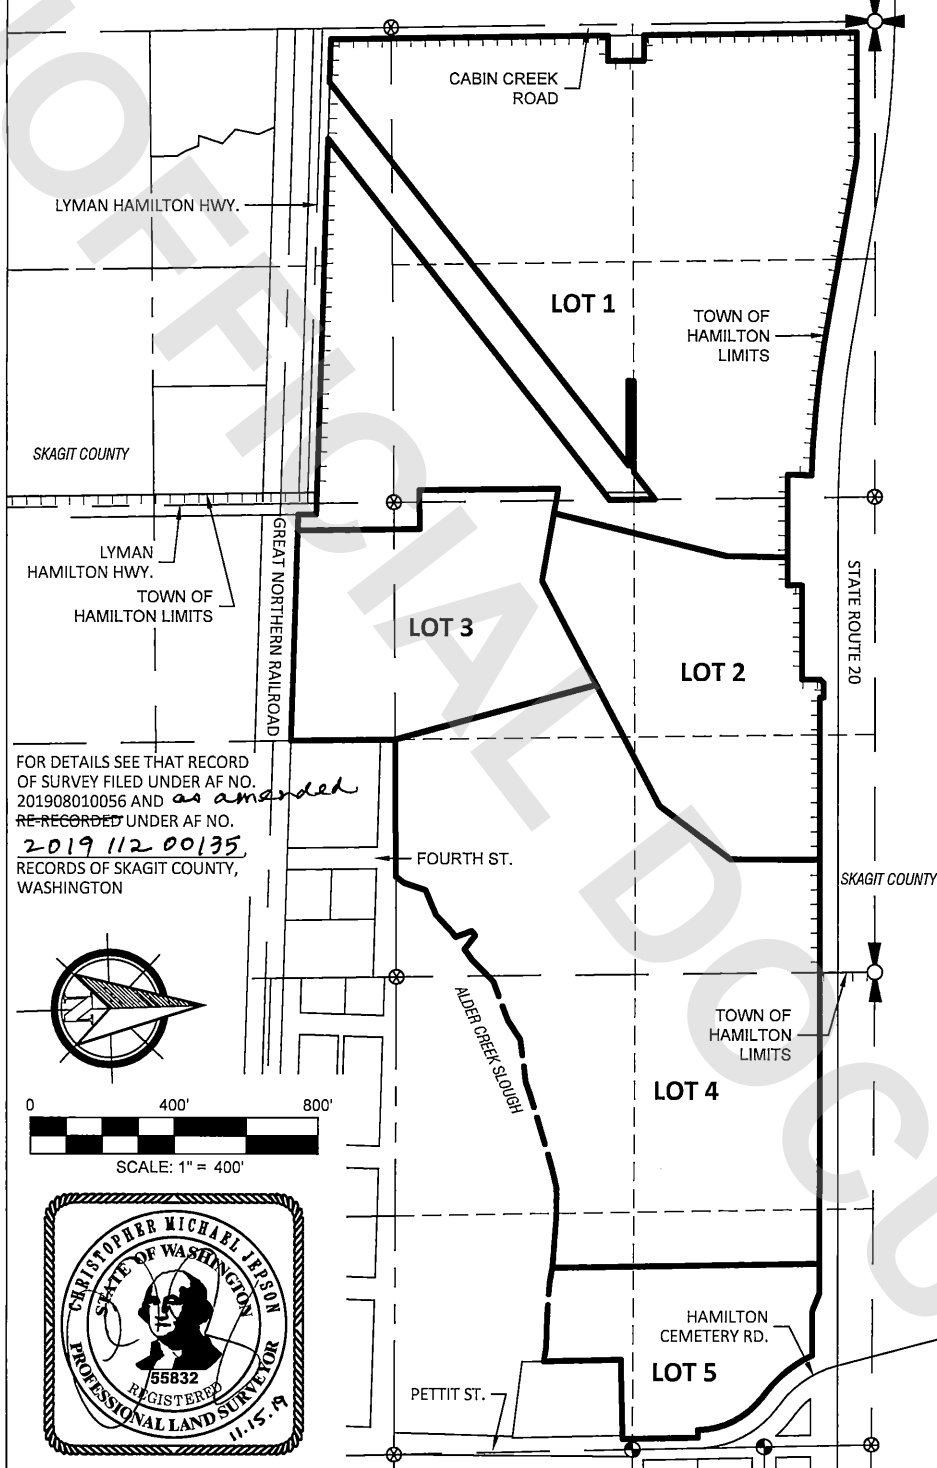 CABIN CREEK
ROAD
LYMAN HAMILTON HWY.
LOT 1
TOWN OF
HAMILTON
LIMITS
SKAGIT COUNTY
LYMAN
HAMILTON HWY.
TOWN OF
HAMILTON LIMITS
GREAT NORTHERN RAILROAD
LOT 3
LOT 2
STATE ROUTE 20
FOR DETAILS SEE THAT RECORD
OF SURVEY FILED UNDER AF NO.
201908010056 AND as amended
RE-RECORDED UNDER AF NO.
2019 112 00135,
RECORDS OF SKAGIT COUNTY,
WASHINGTON
FOURTH ST.
SKAGIT COUNTY
ALDER CREEK SLOUGH
TOWN OF
HAMILTON
LIMITS
N
LOT 4
0 400' 800'
SCALE: 1" = 400'
CHRISTOPHER MICHAEL JEPSON
STATE OF WASHINGTON
55832
REGISTERED
PROFESSIONAL LAND SURVEYOR
11.15.19
HAMILTON
CEMETERY RD.
LOT 5
PETTIT ST.
OFFICIAL DOCU